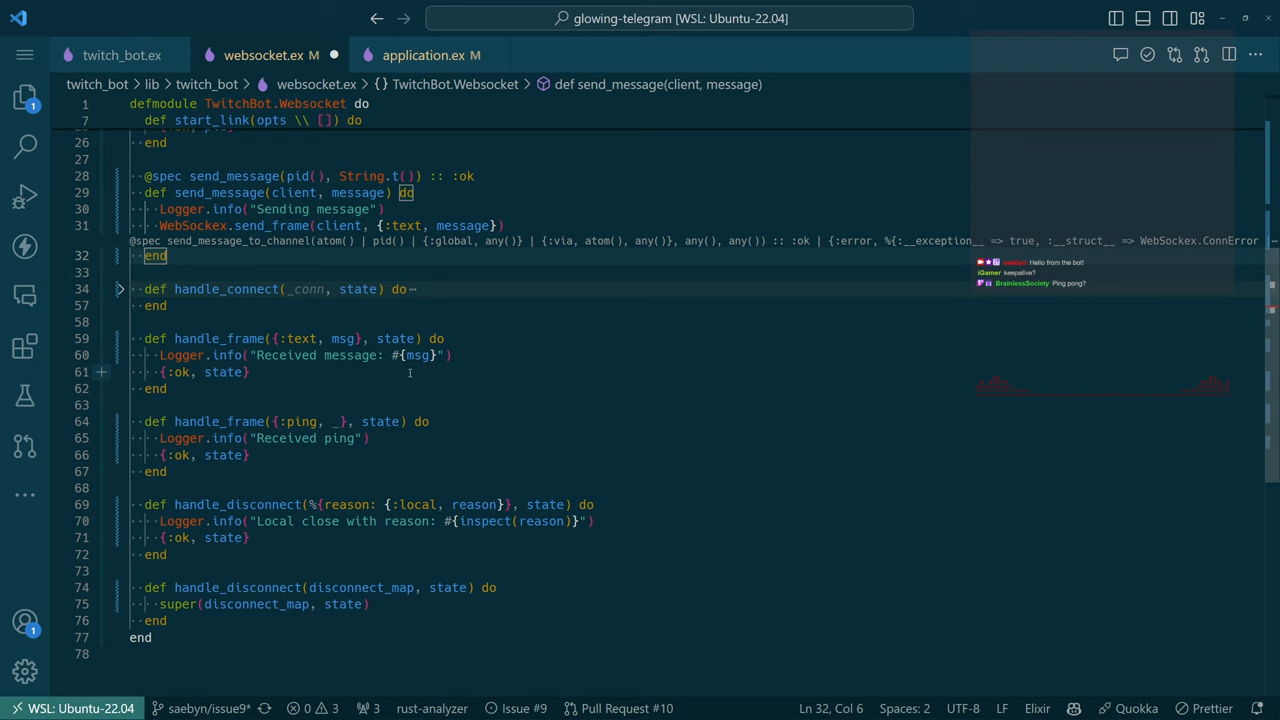 glowing-telegram [WSL: Ubuntu-22.04]
twitch_bot.ex
websocket.ex M
application.ex M
twitch_bot > lib > twitch_bot > websocket.ex > {} TwitchBot.Websocket > def send_message(client, message)
1 defmodule TwitchBot.Websocket do
7 def start_link(opts \\ []) do
26 end
27
28 @spec send_message(pid(), String.t()) :: :ok
29 def send_message(client, message) do
30 Logger.info("Sending message")
31 WebSockex.send_frame(client, {:text, message})
@spec send_message_to_channel(atom() | pid() | {:global, any()} | {:via, atom(), any()}, any(), any()) :: :ok | {:error, %{:__exception__ => true, :__struct__ => WebSockex.ConnError
32 end
33
34 def handle_connect(_conn, state) do
57 end
58
59 def handle_frame({:text, msg}, state) do
60 Logger.info("Received message: #{msg}")
61 {:ok, state}
62 end
63
64 def handle_frame({:ping, _}, state) do
65 Logger.info("Received ping")
66 {:ok, state}
67 end
68
69 def handle_disconnect(%{reason: {:local, reason}}, state) do
70 Logger.info("Local close with reason: #{inspect(reason)}")
71 {:ok, state}
72 end
73
74 def handle_disconnect(disconnect_map, state) do
75 super(disconnect_map, state)
76 end
77 end
78
saebyn Hello from the bot!
iGamer keepalive?
BrainlessSociety Ping pong?
1
1
WSL: Ubuntu-22.04 saebyn/issue9* 0 3 3 rust-analyzer Issue #9 Pull Request #10 Ln 32, Col 6 Spaces: 2 UTF-8 LF Elixir Quokka Prettier